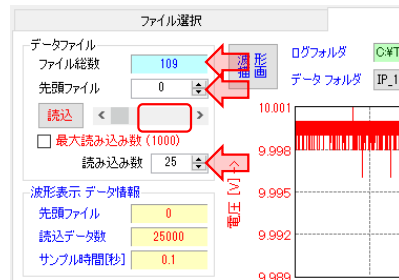 ファイル選択
データファイル
ファイル総数 109
先頭ファイル 0
読込
最大読み込み数 (1000)
読み込み数 25
波形表示 データ情報
先頭ファイル 0
読込データ数 25000
サンプル時間[秒] 0.1
波形
描画
ログフォルダ C:¥T
データ フォルダ IP_1
電圧 [V]
10.001
9.998
9.995
9.992
9.989